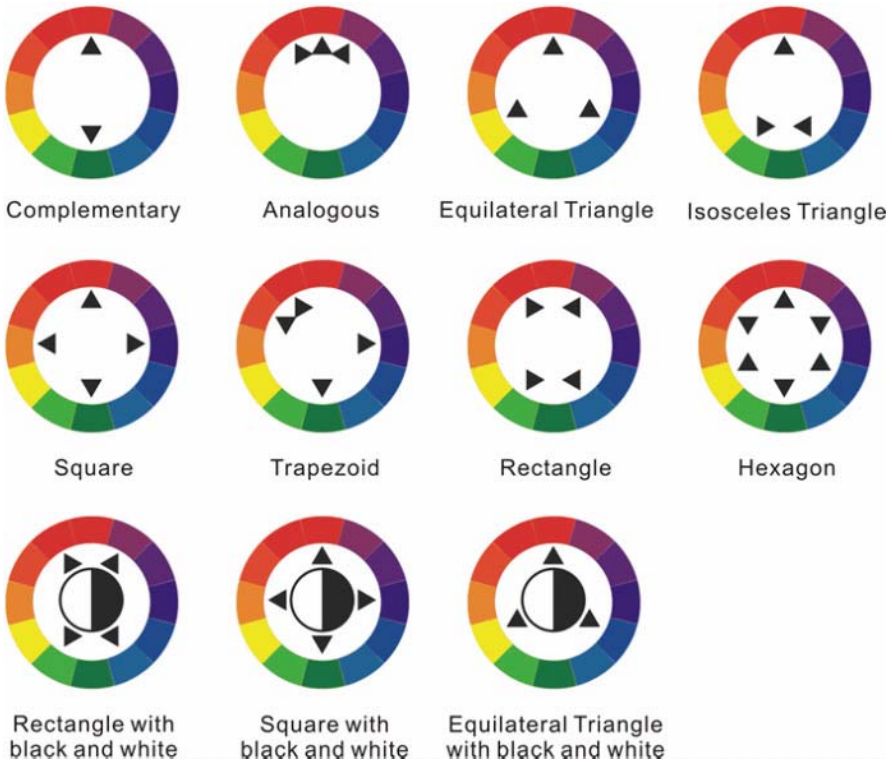 Complementary
Analogous
Equilateral Triangle
Isosceles Triangle
Square
Trapezoid
Rectangle
Hexagon
Rectangle with
black and white
Square with
black and white
Equilateral Triangle
with black and white